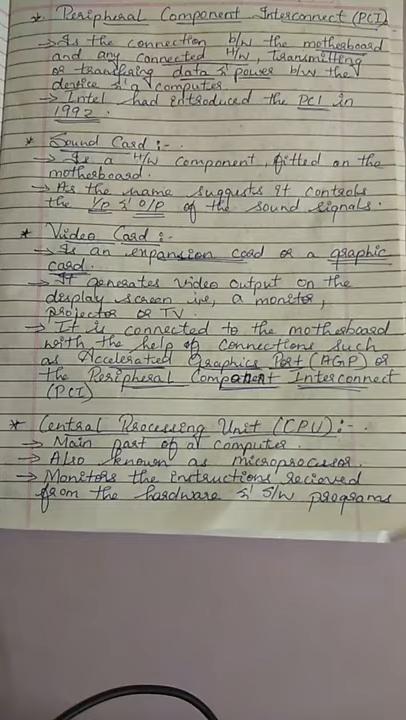 * Peripheral Component Interconnect (PCI)
→ Is the connection b/w the motherboard
and any connected H/W, transmitting
or transfering data & power b/w the
device & a computer.
→ Intel had introduced the PCI in
1992.
* Sound Card :-
→ Is a H/W component fitted on the
motherboard.
→ As the name suggests it controls
the I/P & O/P of the sound signals.
* Video Card :-
→ Is an expansion card or a graphic
card.
→ It generates video output on the
display screen i.e, a monitor,
projector or TV.
→ It is connected to the motherboard
with the help of connections such
as Accelerated Graphics Port (AGP) or
the Peripheral Component Interconnect
(PCI)
* Central Processing Unit (CPU) :-
→ Main part of a computer.
→ Also known as microprocessor.
→ Monitors the instructions recieved
from the hardware & S/W programs